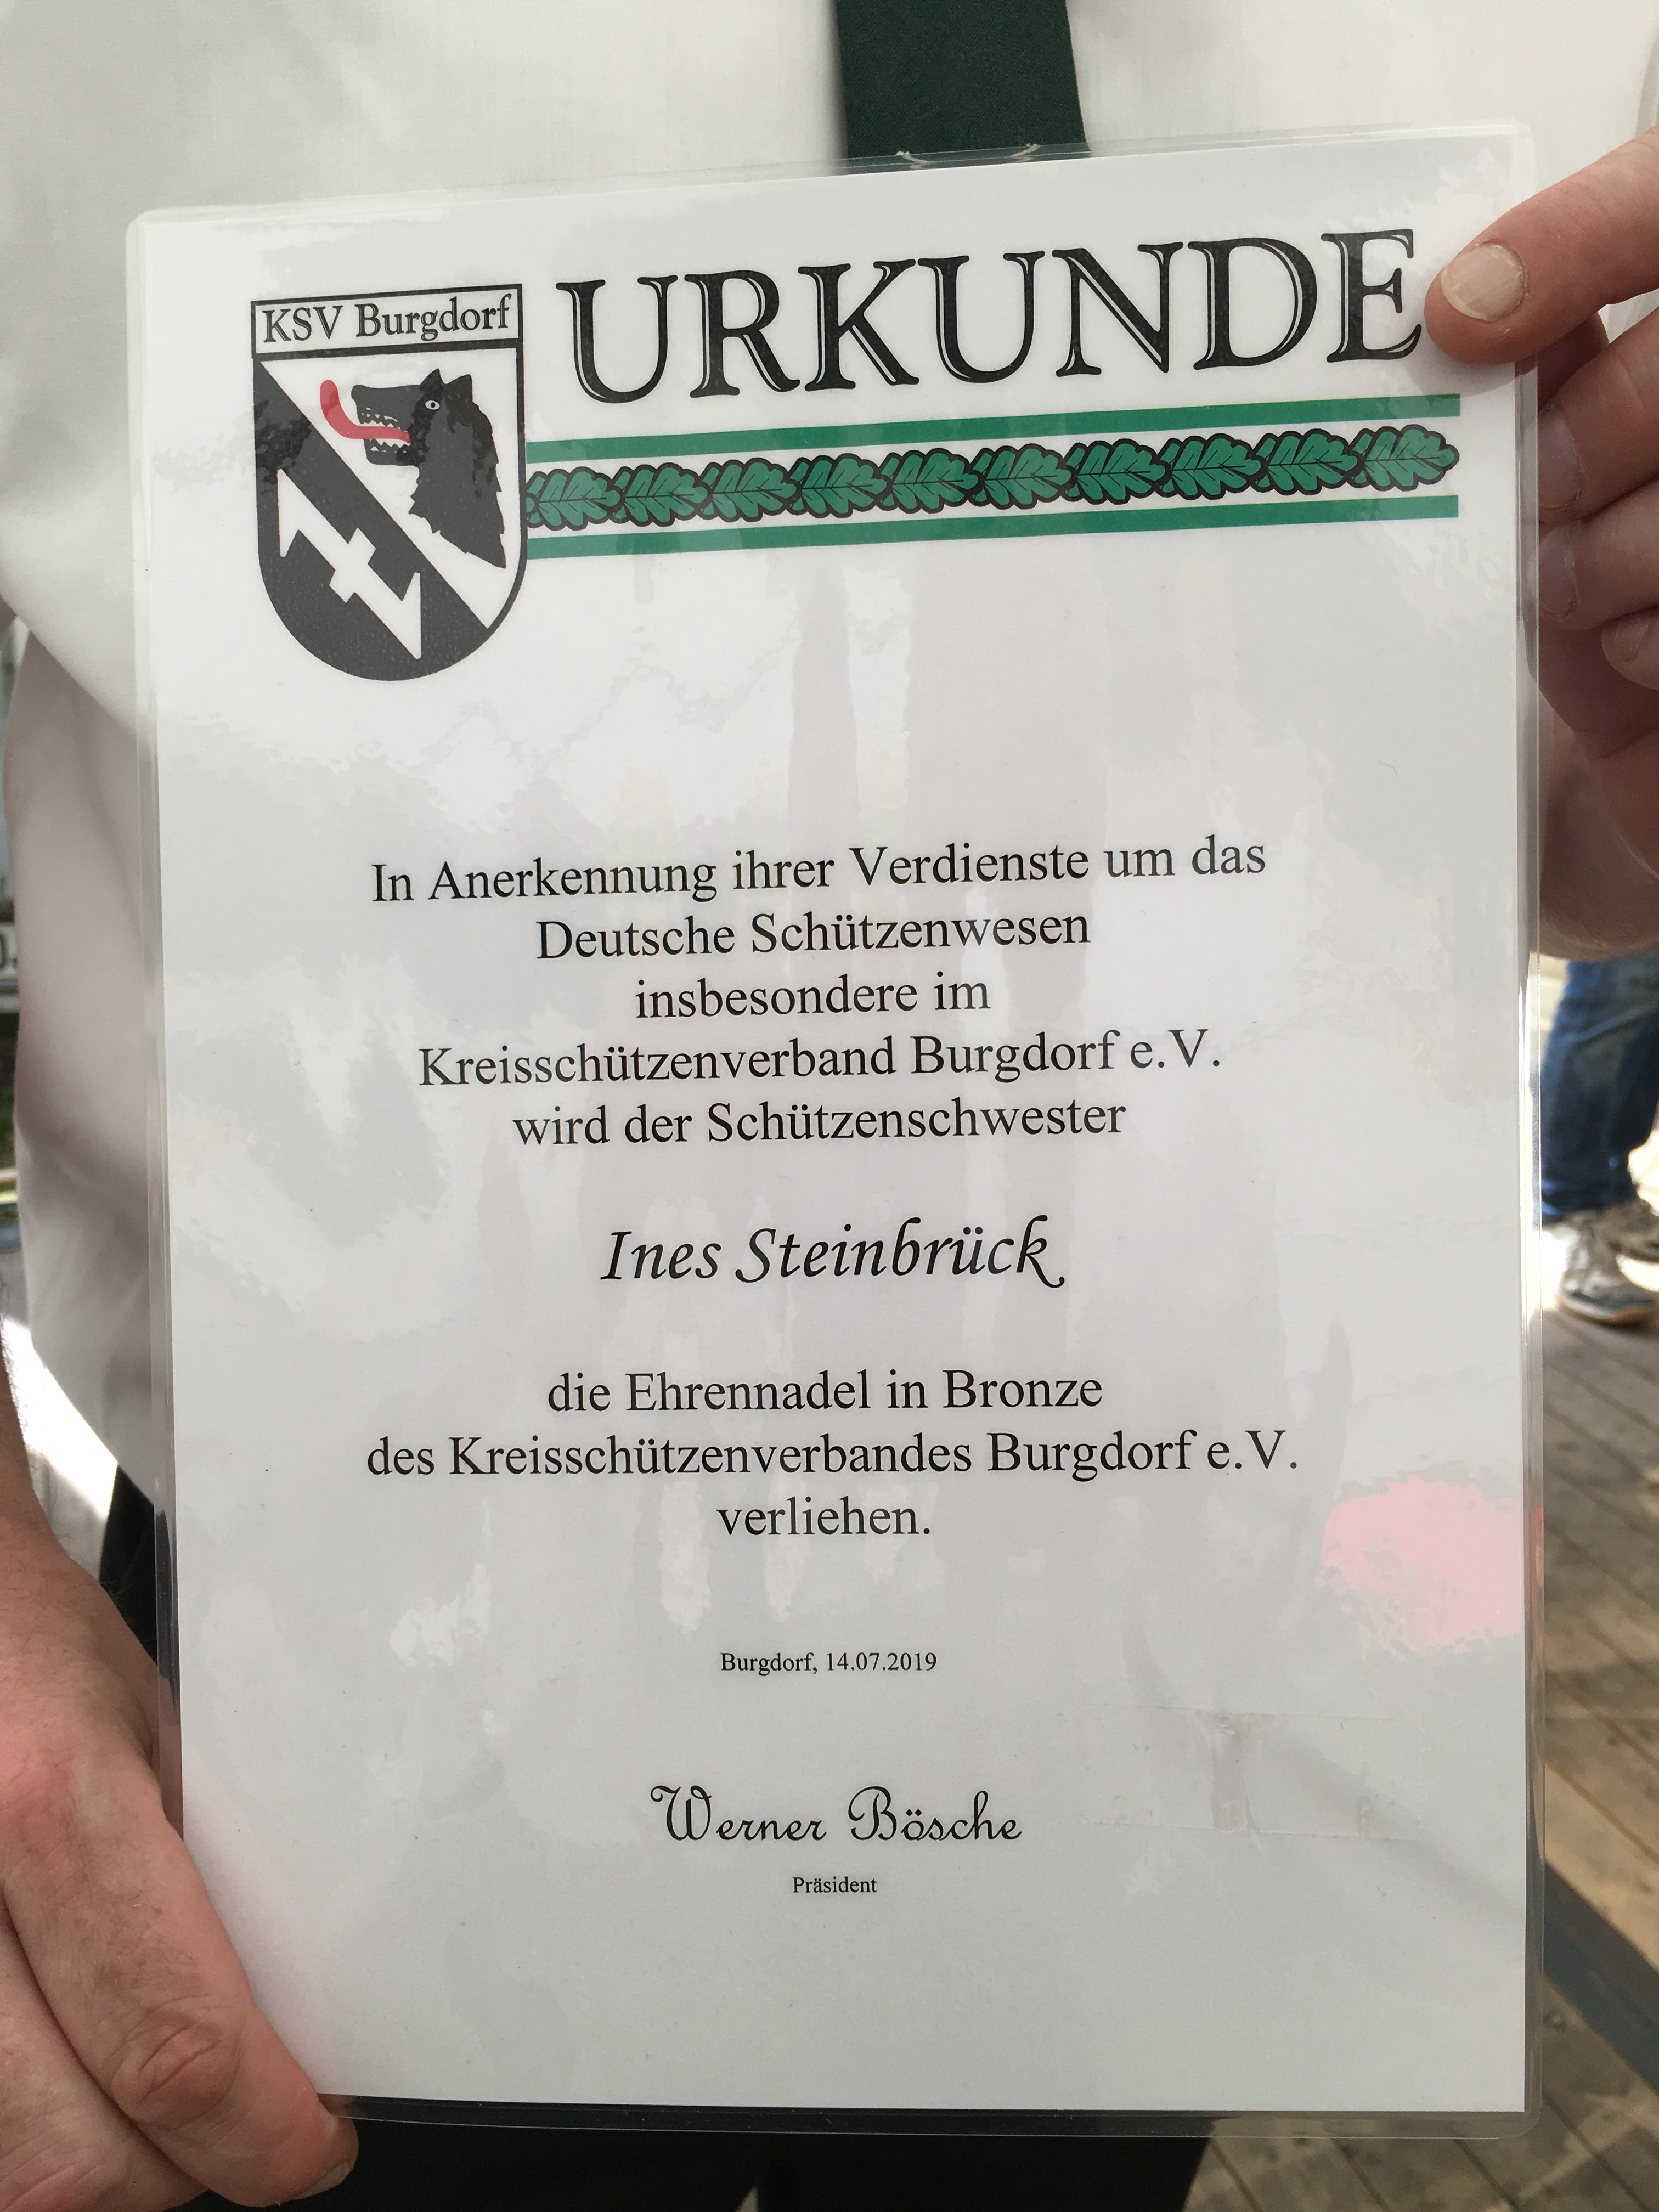 KSV Burgdorf
URKUNDE
In Anerkennung ihrer Verdienste um das
Deutsche Schützenwesen
insbesondere im
Kreisschützenverband Burgdorf e.V.
wird der Schützenschwester
Ines Steinbrück
die Ehrennadel in Bronze
des Kreisschützenverbandes Burgdorf e.V.
verliehen.
Burgdorf, 14.07.2019
Werner Bösche
Präsident